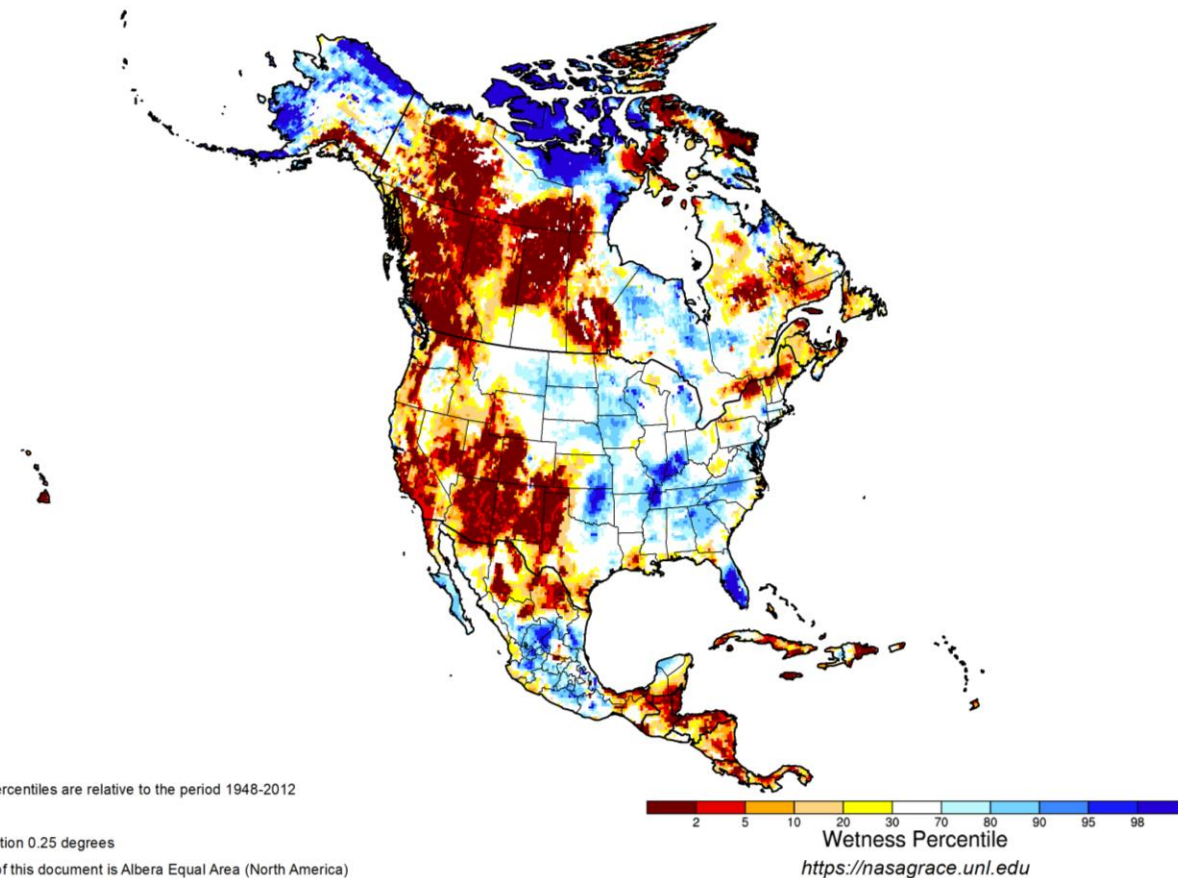 ercentiles are relative to the period 1948-2012
tion 0.25 degrees
of this document is Albera Equal Area (North America)
2 5 10 20 30 70 80 90 95 98
Wetness Percentile
https://nasagrace.unl.edu